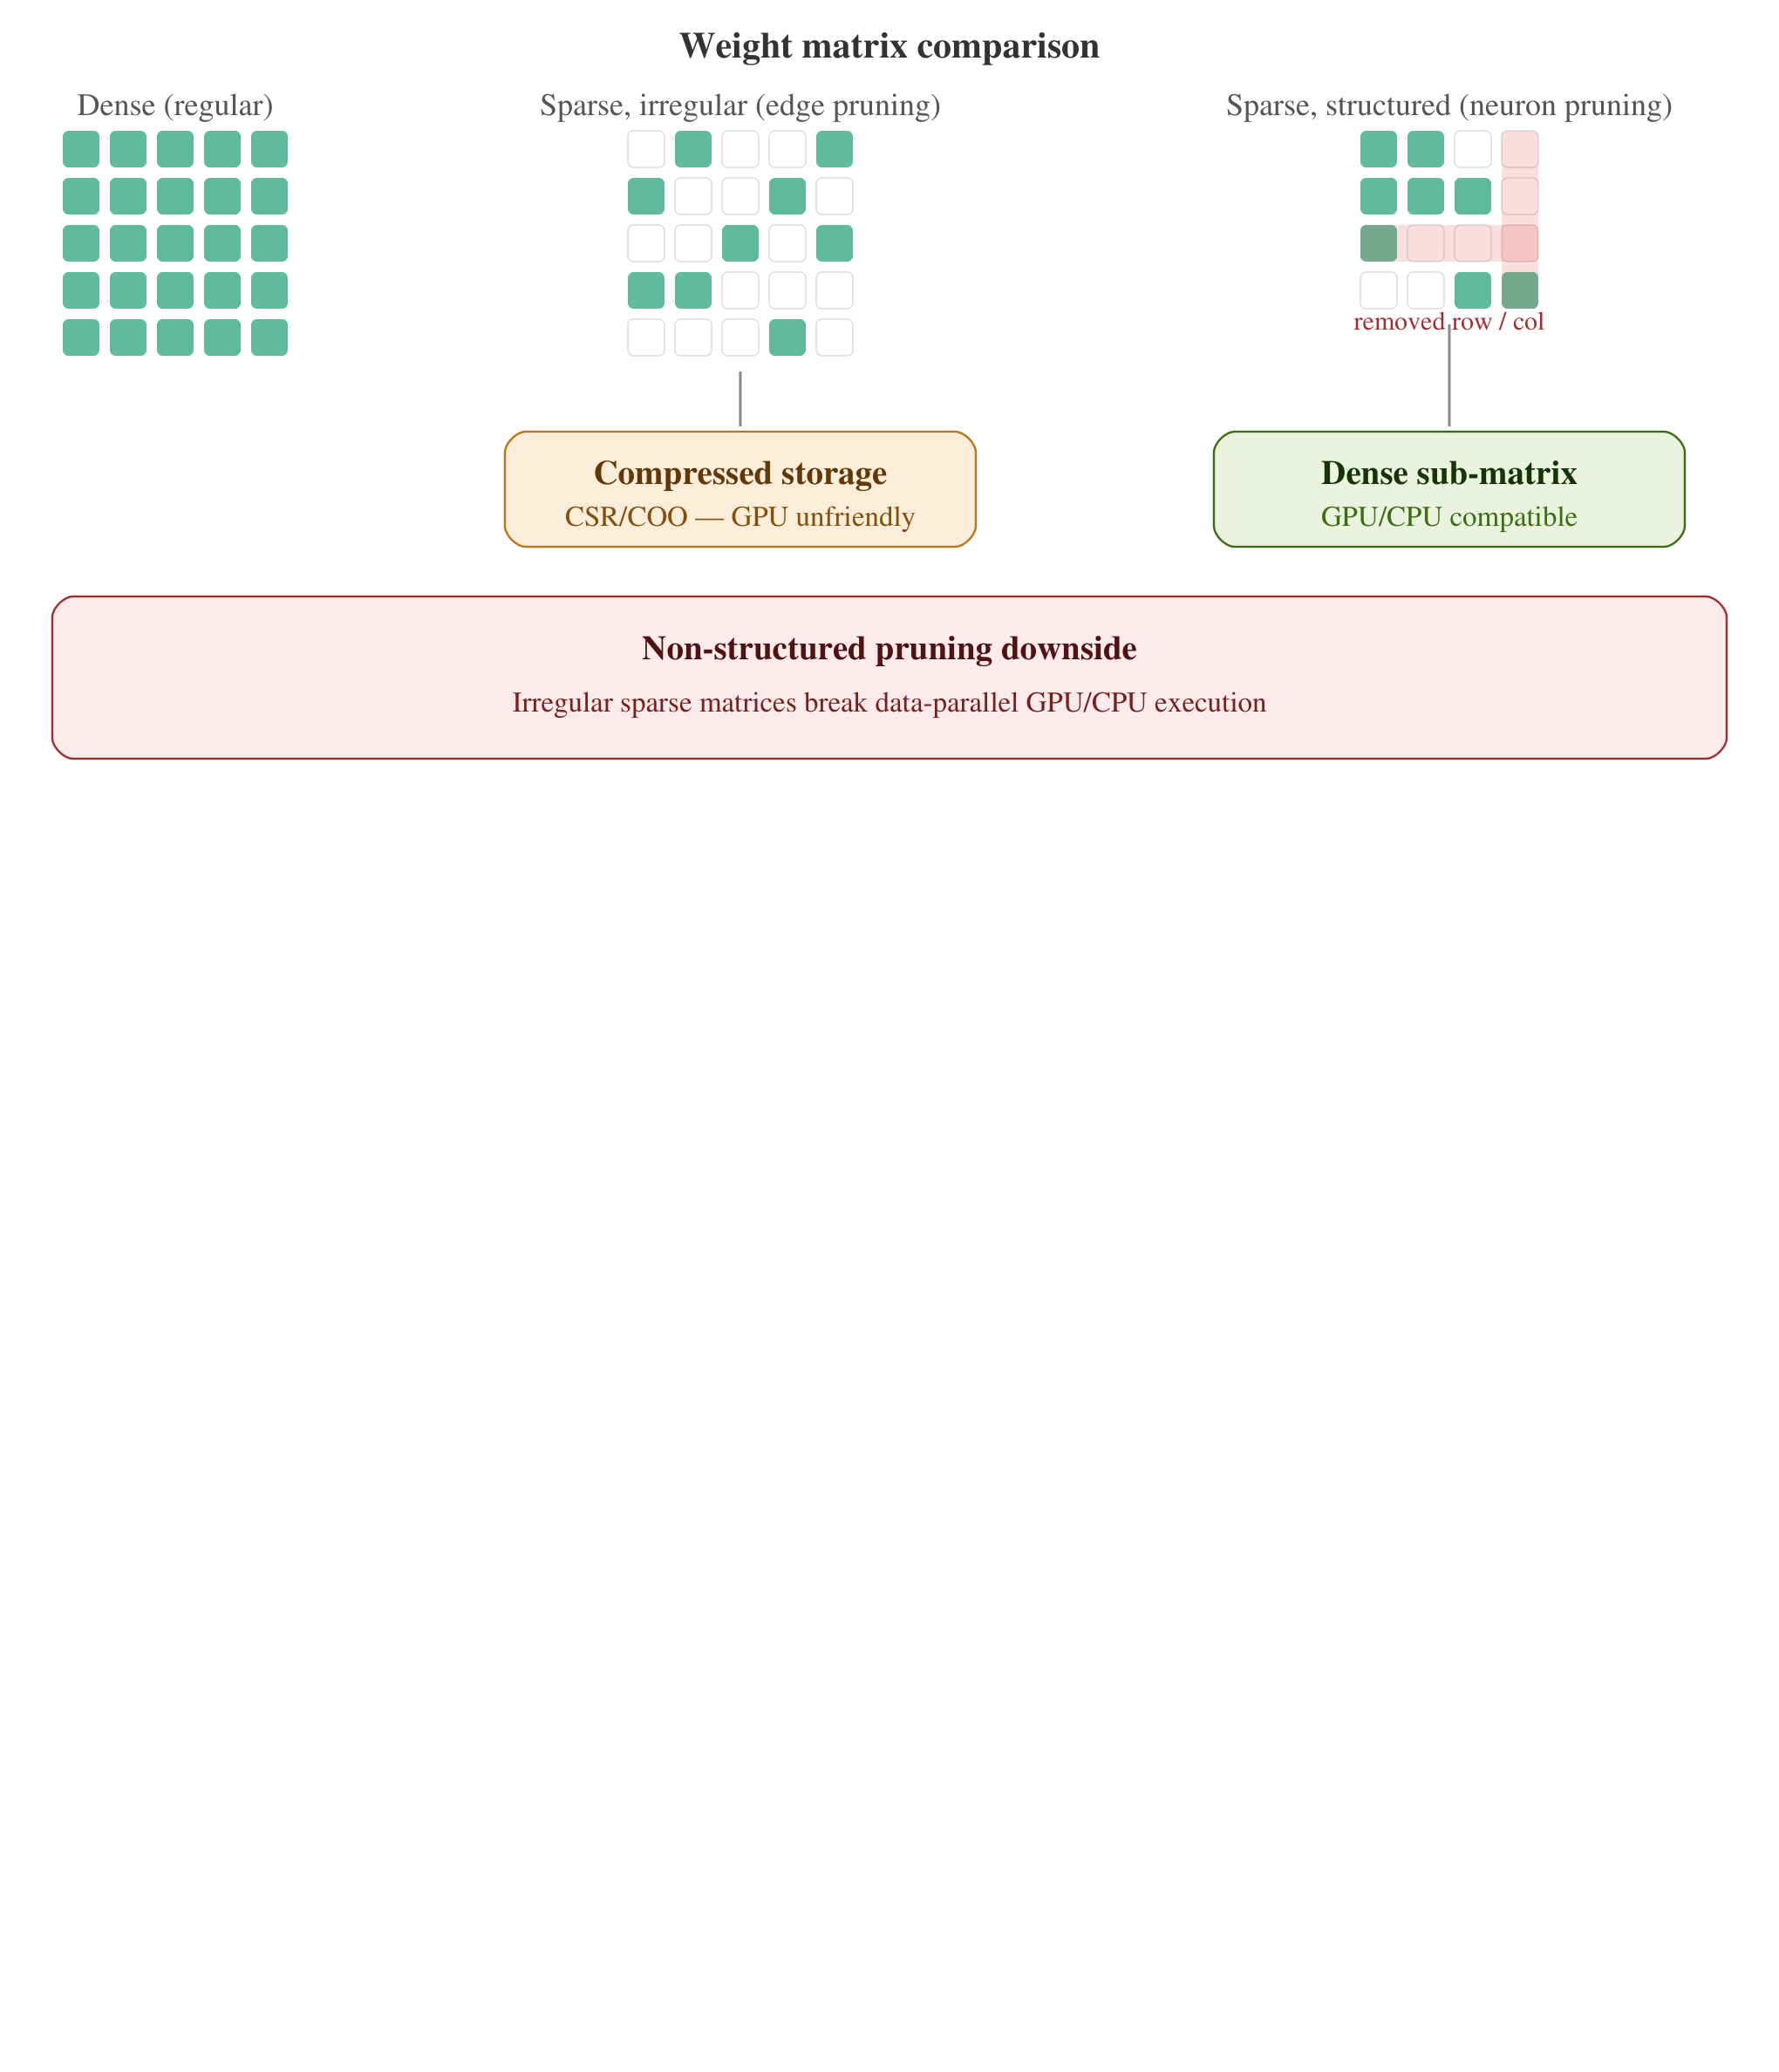 Weight matrix comparison
Dense (regular)
Sparse, irregular (edge pruning)
Sparse, structured (neuron pruning)
removed row / col
Compressed storage
CSR/COO — GPU unfriendly
Dense sub-matrix
GPU/CPU compatible
Non-structured pruning downside
Irregular sparse matrices break data-parallel GPU/CPU execution